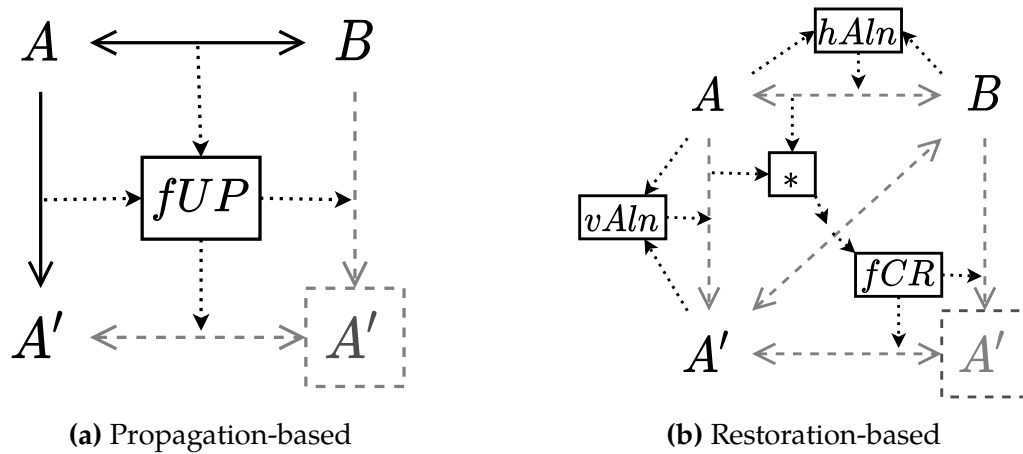 A B
fUP
A′ A′
(a) Propagation-based
hAln
A B
*
vAln
fCR
A′ A′
(b) Restoration-based